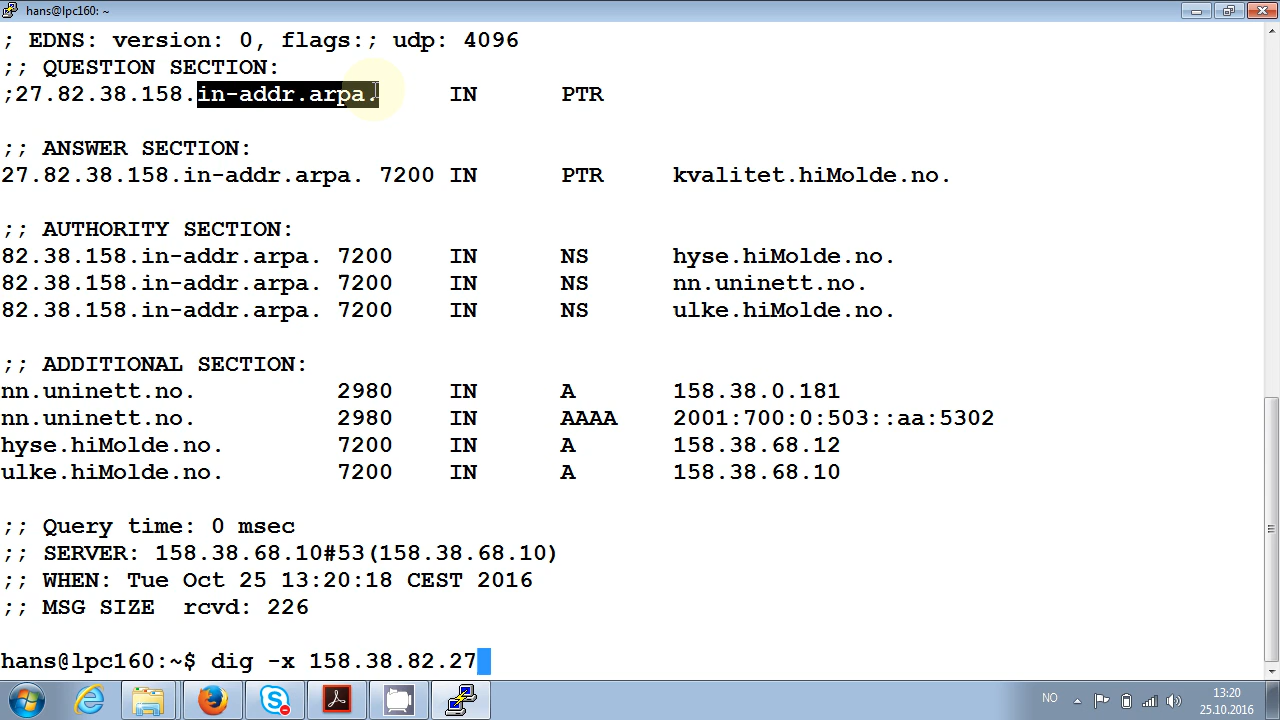 hans@lpc160: ~
; EDNS: version: 0, flags:; udp: 4096
;; QUESTION SECTION:
;27.82.38.158.in-addr.arpa. IN PTR
;; ANSWER SECTION:
27.82.38.158.in-addr.arpa. 7200 IN PTR kvalitet.hiMolde.no.
;; AUTHORITY SECTION:
82.38.158.in-addr.arpa. 7200 IN NS hyse.hiMolde.no.
82.38.158.in-addr.arpa. 7200 IN NS nn.uninett.no.
82.38.158.in-addr.arpa. 7200 IN NS ulke.hiMolde.no.
;; ADDITIONAL SECTION:
nn.uninett.no. 2980 IN A 158.38.0.181
nn.uninett.no. 2980 IN AAAA 2001:700:0:503::aa:5302
hyse.hiMolde.no. 7200 IN A 158.38.68.12
ulke.hiMolde.no. 7200 IN A 158.38.68.10
;; Query time: 0 msec
;; SERVER: 158.38.68.10#53(158.38.68.10)
;; WHEN: Tue Oct 25 13:20:18 CEST 2016
;; MSG SIZE rcvd: 226
hans@lpc160:~$ dig -x 158.38.82.27
NO
13:20
25.10.2016